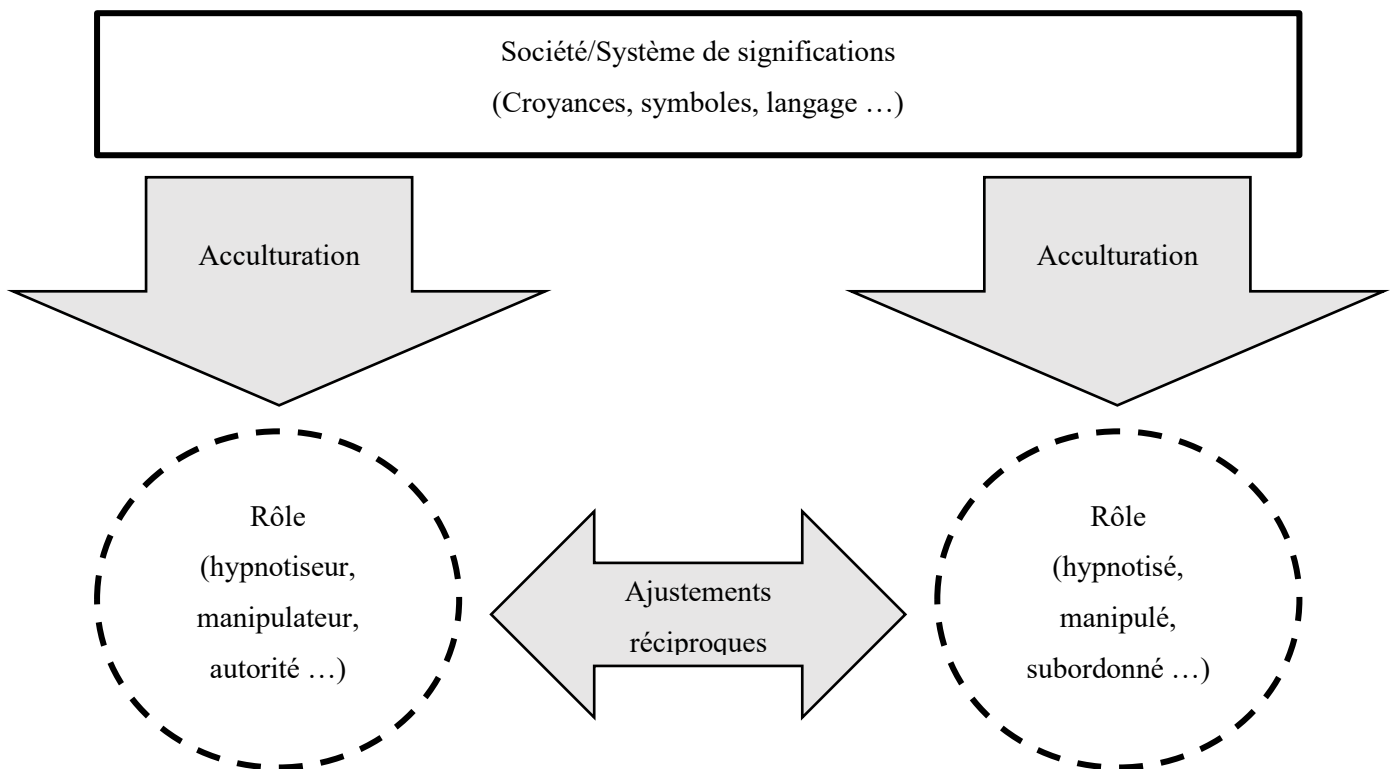 Société/Système de significations
(Croyances, symboles, langage …)
Acculturation
Acculturation
Rôle
(hypnotiseur,
manipulateur,
autorité …)
Ajustements
réciproques
Rôle
(hypnotisé,
manipulé,
subordonné …)